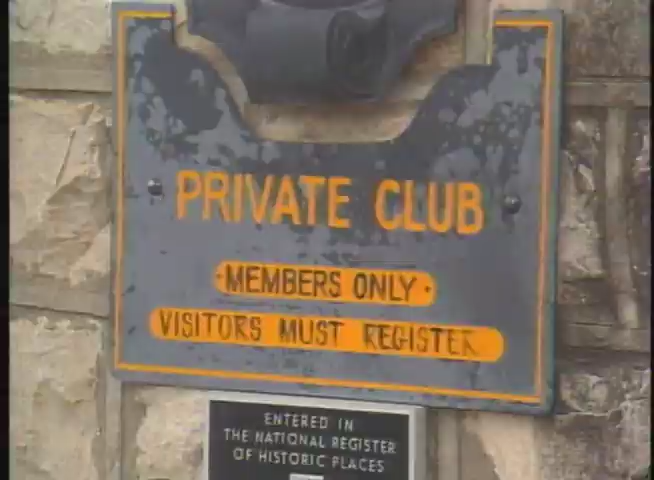 PRIVATE CLUB
·MEMBERS ONLY·
VISITORS MUST REGISTER
ENTERED IN
THE NATIONAL REGISTER
OF HISTORIC PLACES